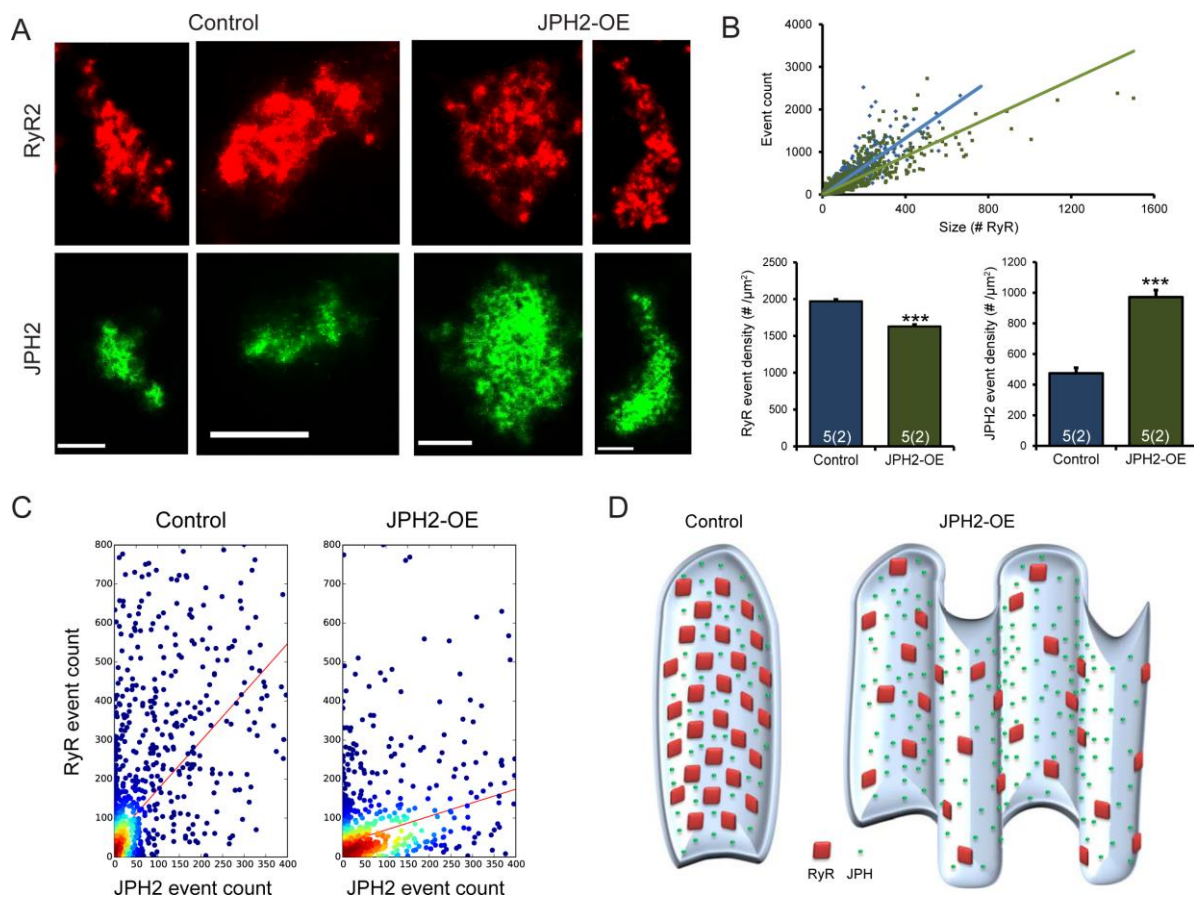 A
Control
JPH2-OE
RyR2
JPH2
B
Event count
4000
3000
2000
1000
0
0 400 800 1200 1600
Size (# RyR)
RyR event density (# /µm²)
2500
2000
1500
1000
500
0
***
5(2) 5(2)
Control JPH2-OE
JPH2 event density (# /µm²)
1200
1000
800
600
400
200
0
***
5(2) 5(2)
Control JPH2-OE
C
Control
JPH2-OE
RyR event count
800
700
600
500
400
300
200
100
0
0 50 100 150 200 250 300 350 400
JPH2 event count
800
700
600
500
400
300
200
100
0
0 50 100 150 200 250 300 350 400
JPH2 event count
D
Control
JPH2-OE
RyR JPH